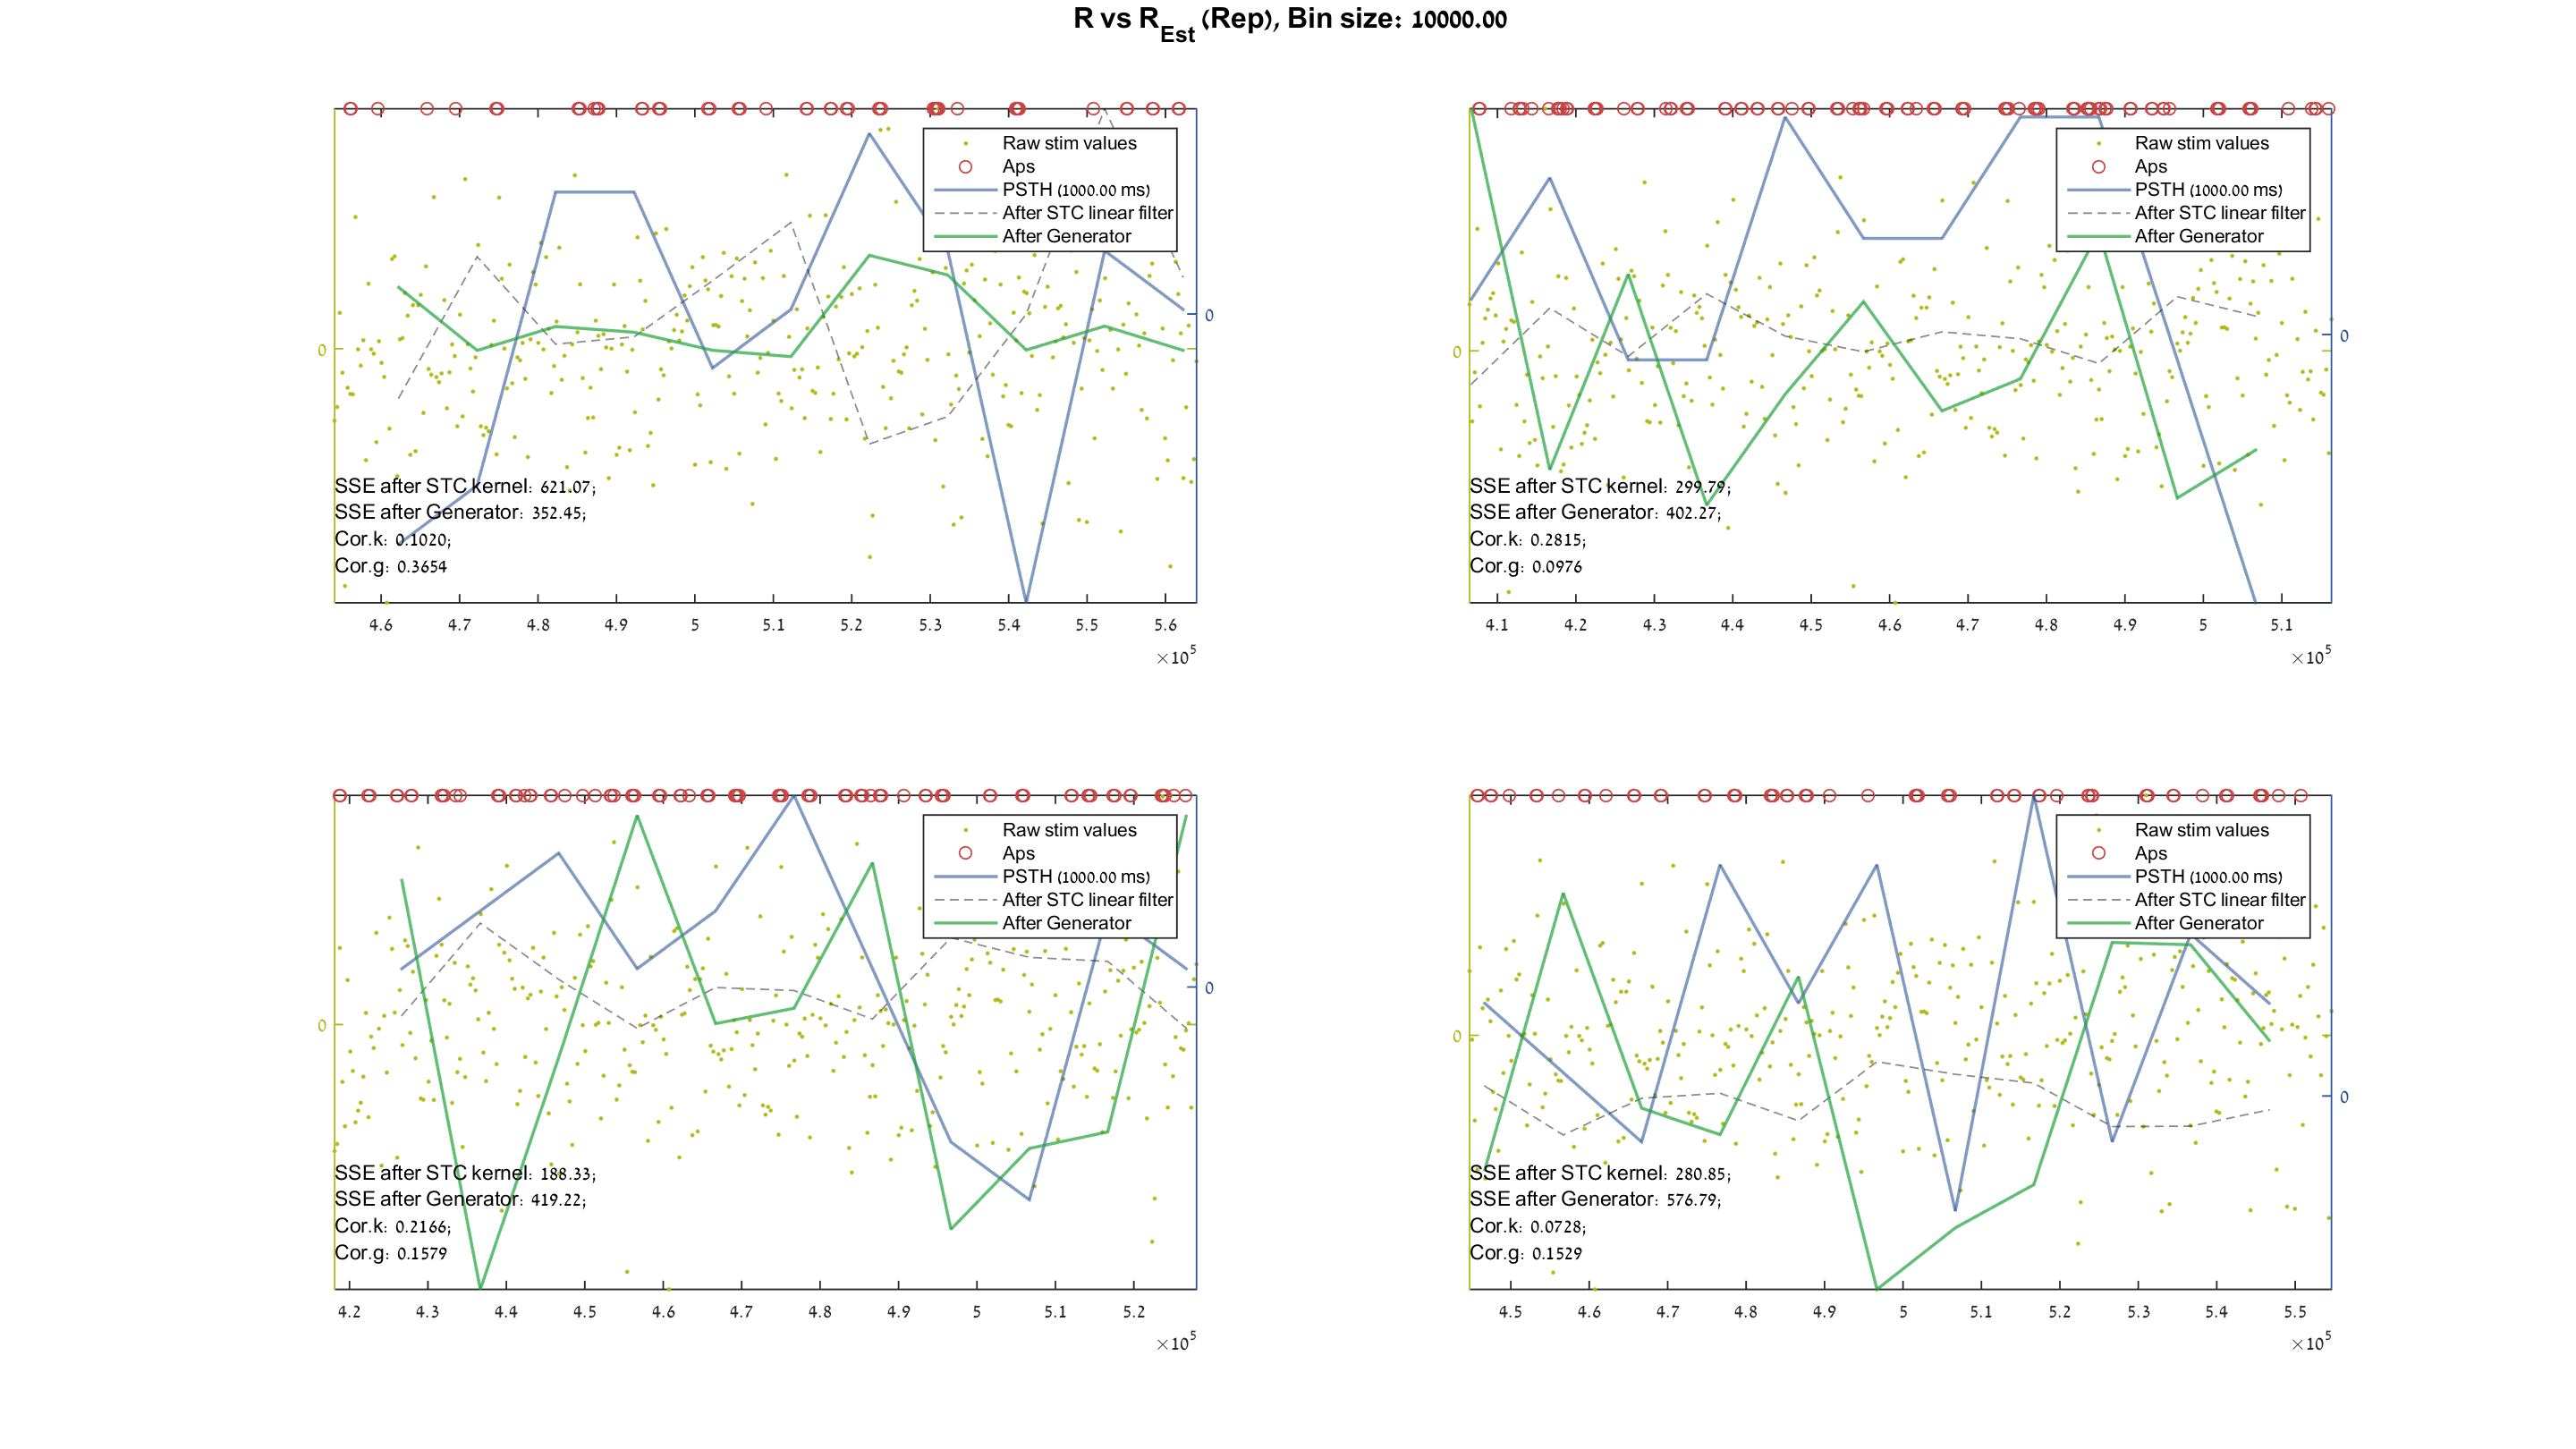 R vs R_Est (Rep), Bin size: 10000.00
Raw stim values
Aps
PSTH (1000.00 ms)
After STC linear filter
After Generator
0
0
SSE after STC kernel: 621.07;
SSE after Generator: 352.45;
Cor.k: 0.1020;
Cor.g: 0.3654
4.6 4.7 4.8 4.9 5 5.1 5.2 5.3 5.4 5.5 5.6
×10^5
Raw stim values
Aps
PSTH (1000.00 ms)
After STC linear filter
After Generator
0
0
SSE after STC kernel: 299.79;
SSE after Generator: 402.27;
Cor.k: 0.2815;
Cor.g: 0.0976
4.1 4.2 4.3 4.4 4.5 4.6 4.7 4.8 4.9 5 5.1
×10^5
Raw stim values
Aps
PSTH (1000.00 ms)
After STC linear filter
After Generator
0
0
SSE after STC kernel: 188.33;
SSE after Generator: 419.22;
Cor.k: 0.2166;
Cor.g: 0.1579
4.2 4.3 4.4 4.5 4.6 4.7 4.8 4.9 5 5.1 5.2
×10^5
Raw stim values
Aps
PSTH (1000.00 ms)
After STC linear filter
After Generator
0
0
SSE after STC kernel: 280.85;
SSE after Generator: 576.79;
Cor.k: 0.0728;
Cor.g: 0.1529
4.5 4.6 4.7 4.8 4.9 5 5.1 5.2 5.3 5.4 5.5
×10^5